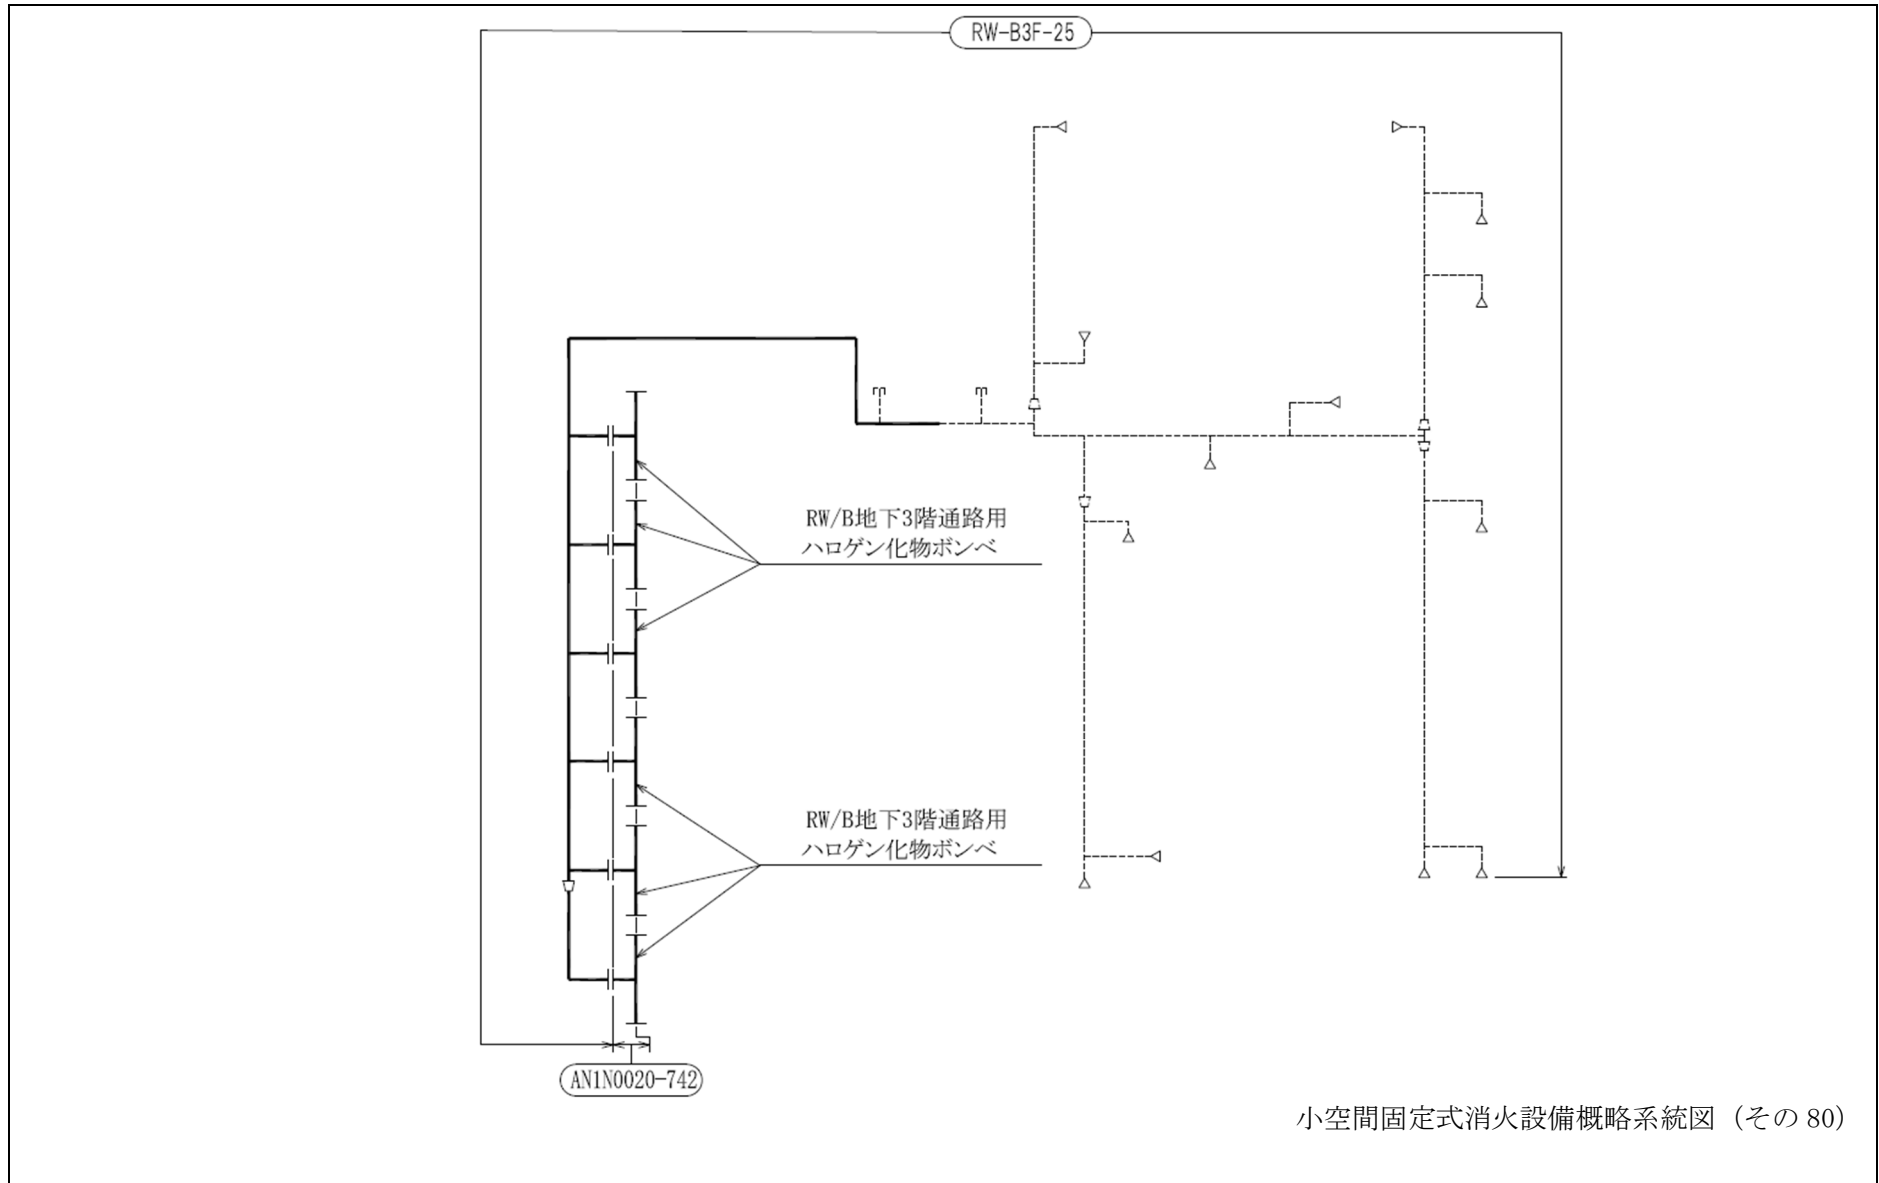 RW-B3F-25
RW/B地下3階通路用
ハロゲン化物ボンベ
RW/B地下3階通路用
ハロゲン化物ボンベ
AN1N0020-742
小空間固定式消火設備概略系統図（その 80）